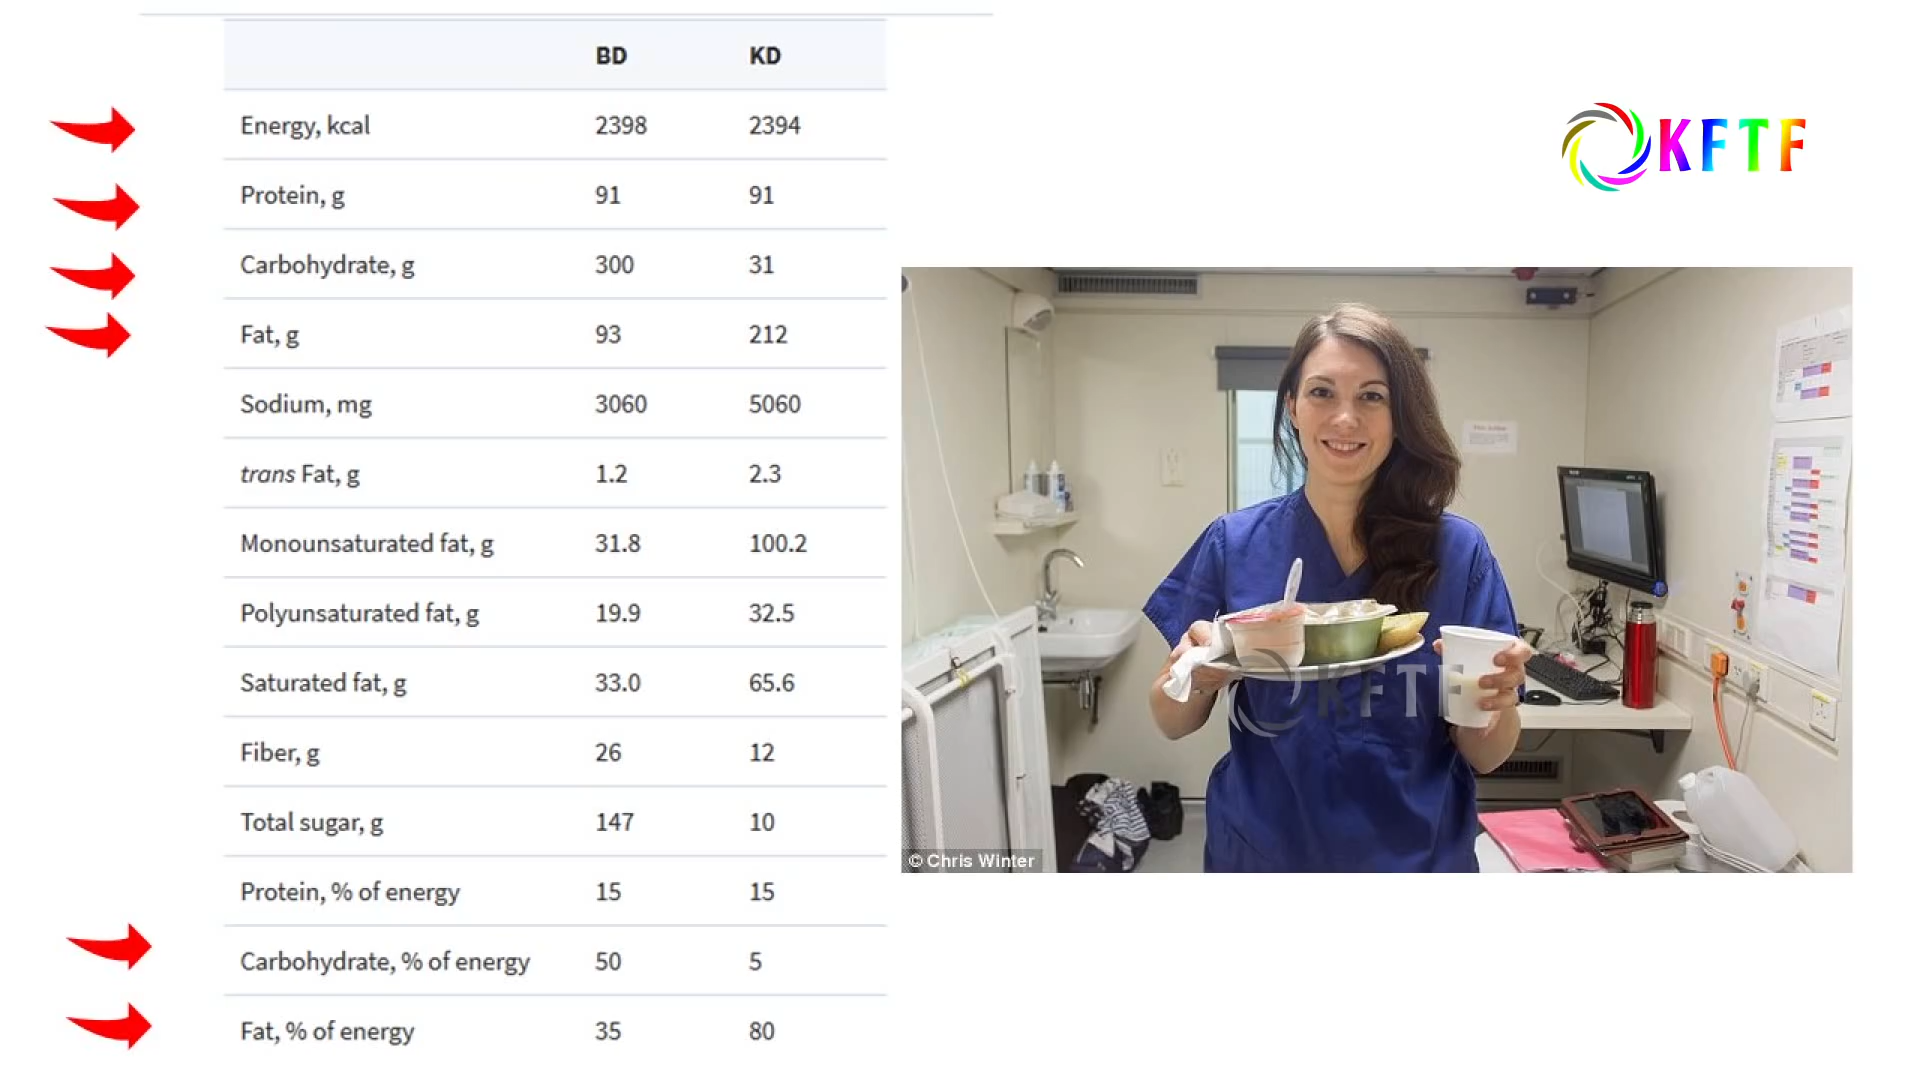 BD KD
Energy, kcal 2398 2394
Protein, g 91 91
Carbohydrate, g 300 31
Fat, g 93 212
Sodium, mg 3060 5060
trans Fat, g 1.2 2.3
Monounsaturated fat, g 31.8 100.2
Polyunsaturated fat, g 19.9 32.5
Saturated fat, g 33.0 65.6
Fiber, g 26 12
Total sugar, g 147 10
Protein, % of energy 15 15
Carbohydrate, % of energy 50 5
Fat, % of energy 35 80
KFTF
KFTF
© Chris Winter